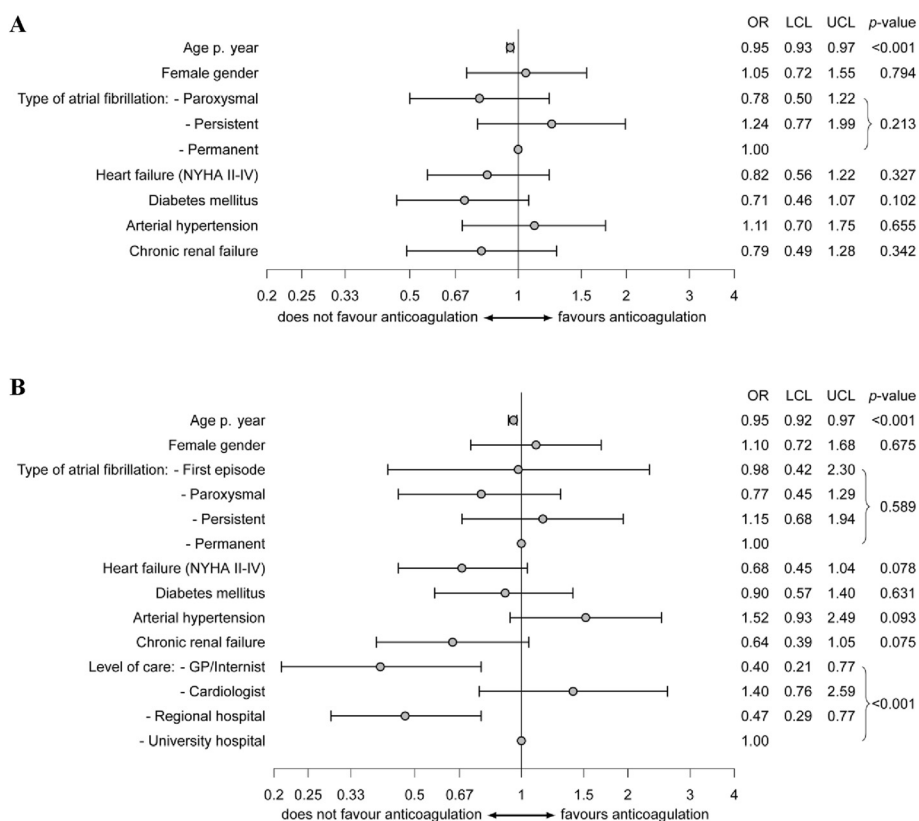 A
OR LCL UCL p-value
Age p. year 0.95 0.93 0.97 <0.001
Female gender 1.05 0.72 1.55 0.794
Type of atrial fibrillation: - Paroxysmal 0.78 0.50 1.22
- Persistent 1.24 0.77 1.99 0.213
- Permanent 1.00
Heart failure (NYHA II-IV) 0.82 0.56 1.22 0.327
Diabetes mellitus 0.71 0.46 1.07 0.102
Arterial hypertension 1.11 0.70 1.75 0.655
Chronic renal failure 0.79 0.49 1.28 0.342
0.2 0.25 0.33 0.5 0.67 1 1.5 2 3 4
does not favour anticoagulation favours anticoagulation
B
OR LCL UCL p-value
Age p. year 0.95 0.92 0.97 <0.001
Female gender 1.10 0.72 1.68 0.675
Type of atrial fibrillation: - First episode 0.98 0.42 2.30
- Paroxysmal 0.77 0.45 1.29
0.589
- Persistent 1.15 0.68 1.94
- Permanent 1.00
Heart failure (NYHA II-IV) 0.68 0.45 1.04 0.078
Diabetes mellitus 0.90 0.57 1.40 0.631
Arterial hypertension 1.52 0.93 2.49 0.093
Chronic renal failure 0.64 0.39 1.05 0.075
Level of care: - GP/Internist 0.40 0.21 0.77
- Cardiologist 1.40 0.76 2.59
<0.001
- Regional hospital 0.47 0.29 0.77
- University hospital 1.00
0.2 0.25 0.33 0.5 0.67 1 1.5 2 3 4
does not favour anticoagulation favours anticoagulation